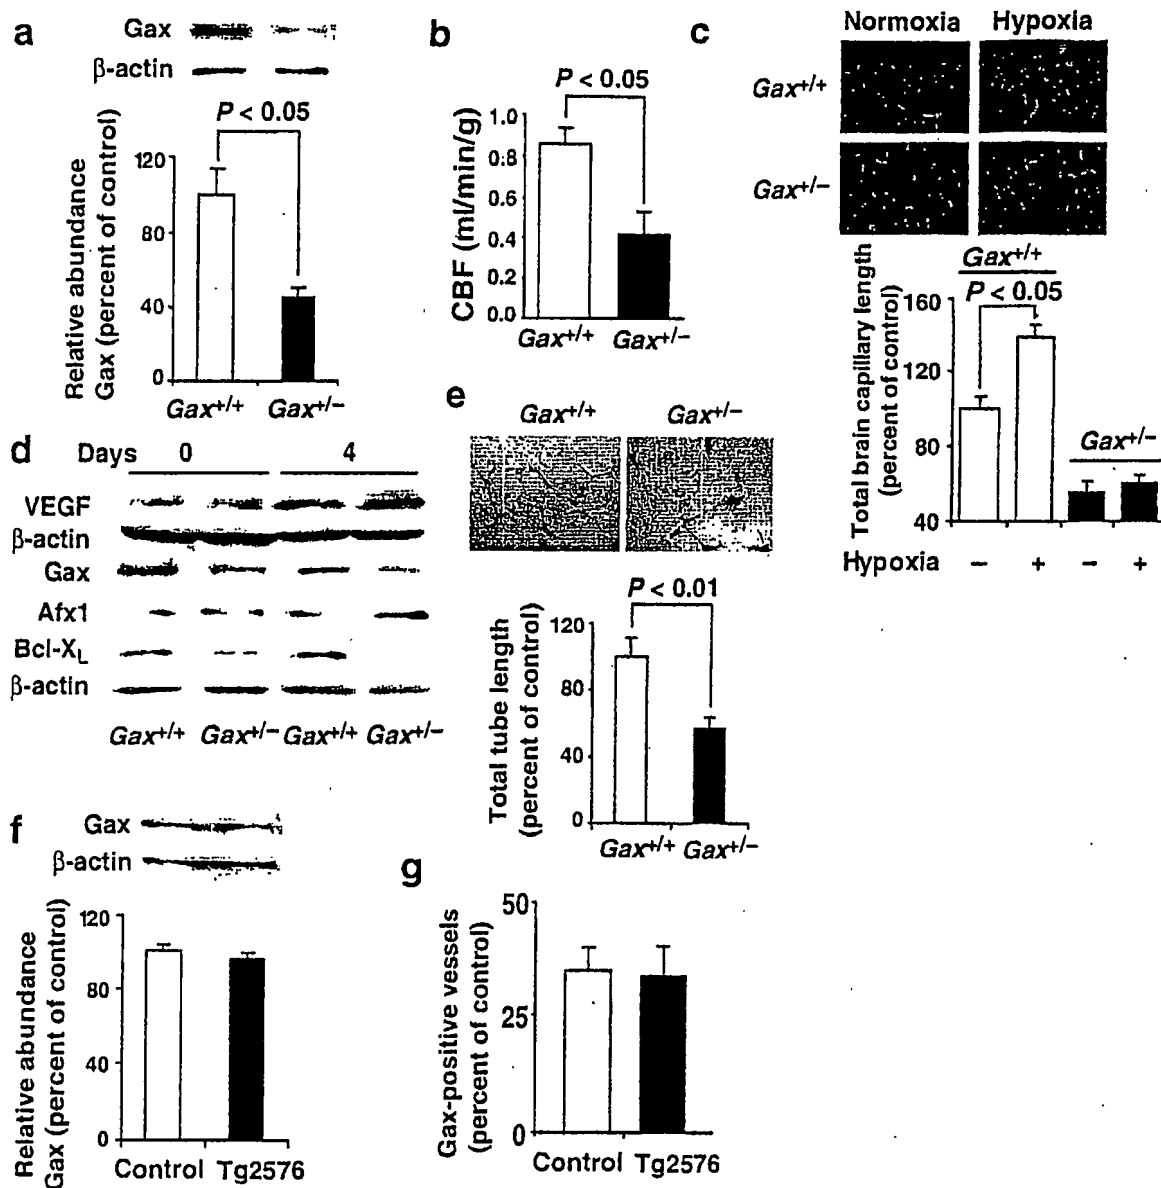 a
Gax
β-actin
P < 0.05
Relative abundance
Gax (percent of control)
120
80
40
0
Gax+/+ Gax+/−
b
P < 0.05
CBF (ml/min/g)
1.0
0.8
0.6
0.4
0.2
0.0
Gax+/+ Gax+/−
c
Normoxia Hypoxia
Gax+/+
Gax+/−
Gax+/+
P < 0.05
Total brain capillary length
(percent of control)
160
120
80
40
Gax+/−
Hypoxia − + − +
d
Days 0 4
VEGF
β-actin
Gax
Afx1
Bcl-XL
β-actin
Gax+/+ Gax+/− Gax+/+ Gax+/−
e
Gax+/+ Gax+/−
P < 0.01
Total tube length
(percent of control)
120
80
40
0
Gax+/+ Gax+/−
f
Gax
β-actin
Relative abundance
Gax (percent of control)
120
80
40
0
Control Tg2576
g
Gax-positive vessels
(percent of control)
50
25
0
Control Tg2576